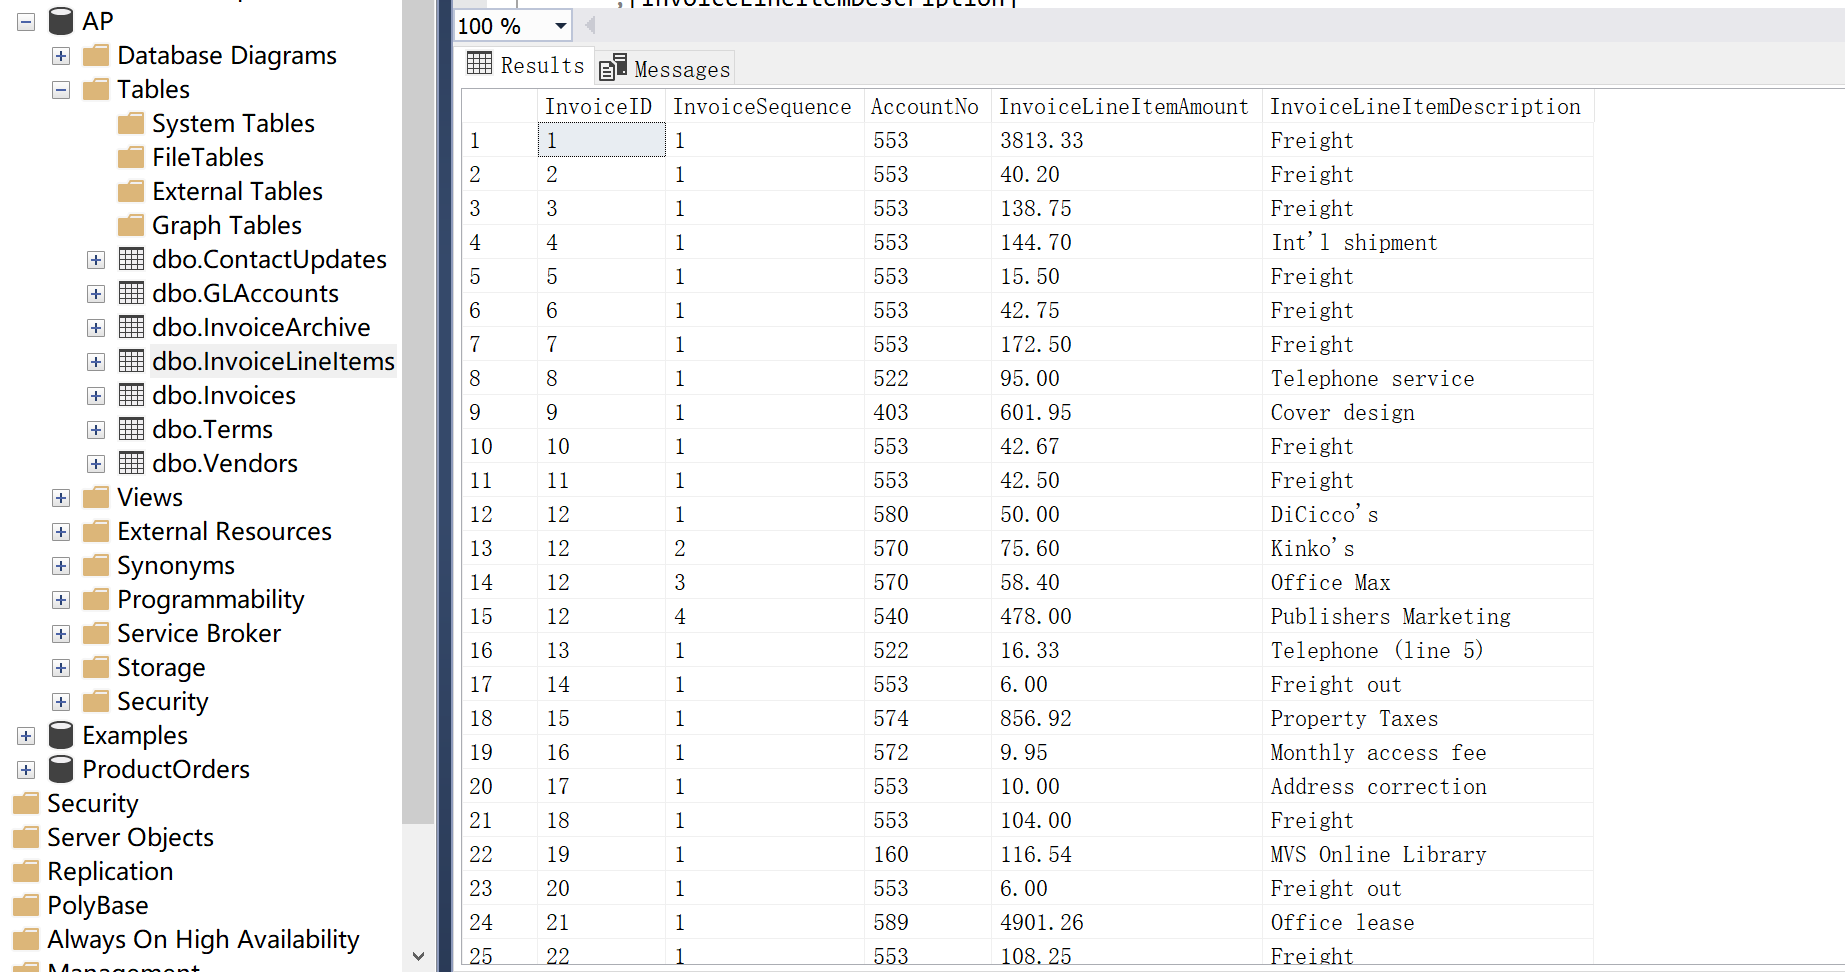 AP
Database Diagrams
Tables
System Tables
FileTables
External Tables
Graph Tables
dbo.ContactUpdates
dbo.GLAccounts
dbo.InvoiceArchive
dbo.InvoiceLineItems
dbo.Invoices
dbo.Terms
dbo.Vendors
Views
External Resources
Synonyms
Programmability
Service Broker
Storage
Security
Examples
ProductOrders
Security
Server Objects
Replication
PolyBase
Always On High Availability
Management
,[InvoiceLineItemDescription]
100 %
Results Messages
InvoiceID InvoiceSequence AccountNo InvoiceLineItemAmount InvoiceLineItemDescription
1 1 1 553 3813.33 Freight
2 2 1 553 40.20 Freight
3 3 1 553 138.75 Freight
4 4 1 553 144.70 Int'l shipment
5 5 1 553 15.50 Freight
6 6 1 553 42.75 Freight
7 7 1 553 172.50 Freight
8 8 1 522 95.00 Telephone service
9 9 1 403 601.95 Cover design
10 10 1 553 42.67 Freight
11 11 1 553 42.50 Freight
12 12 1 580 50.00 DiCicco's
13 12 2 570 75.60 Kinko's
14 12 3 570 58.40 Office Max
15 12 4 540 478.00 Publishers Marketing
16 13 1 522 16.33 Telephone (line 5)
17 14 1 553 6.00 Freight out
18 15 1 574 856.92 Property Taxes
19 16 1 572 9.95 Monthly access fee
20 17 1 553 10.00 Address correction
21 18 1 553 104.00 Freight
22 19 1 160 116.54 MVS Online Library
23 20 1 553 6.00 Freight out
24 21 1 589 4901.26 Office lease
25 22 1 553 108.25 Freight